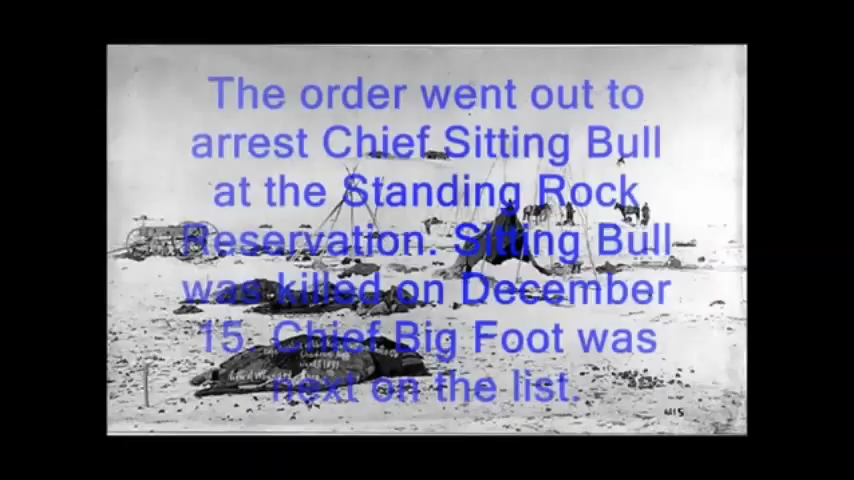 The order went out to
arrest Chief Sitting Bull
at the Standing Rock
Reservation. Sitting Bull
was killed on December
15. Chief Big Foot was
next on the list.